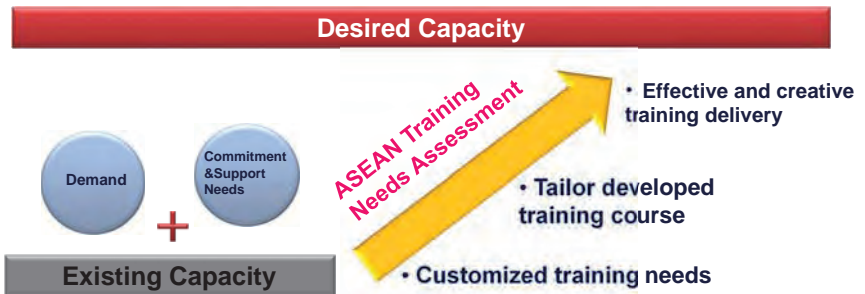 Desired Capacity
Demand
Commitment
&Support
Needs
+
Existing Capacity
ASEAN Training
Needs Assessment
• Effective and creative
training delivery
• Tailor developed
training course
• Customized training needs